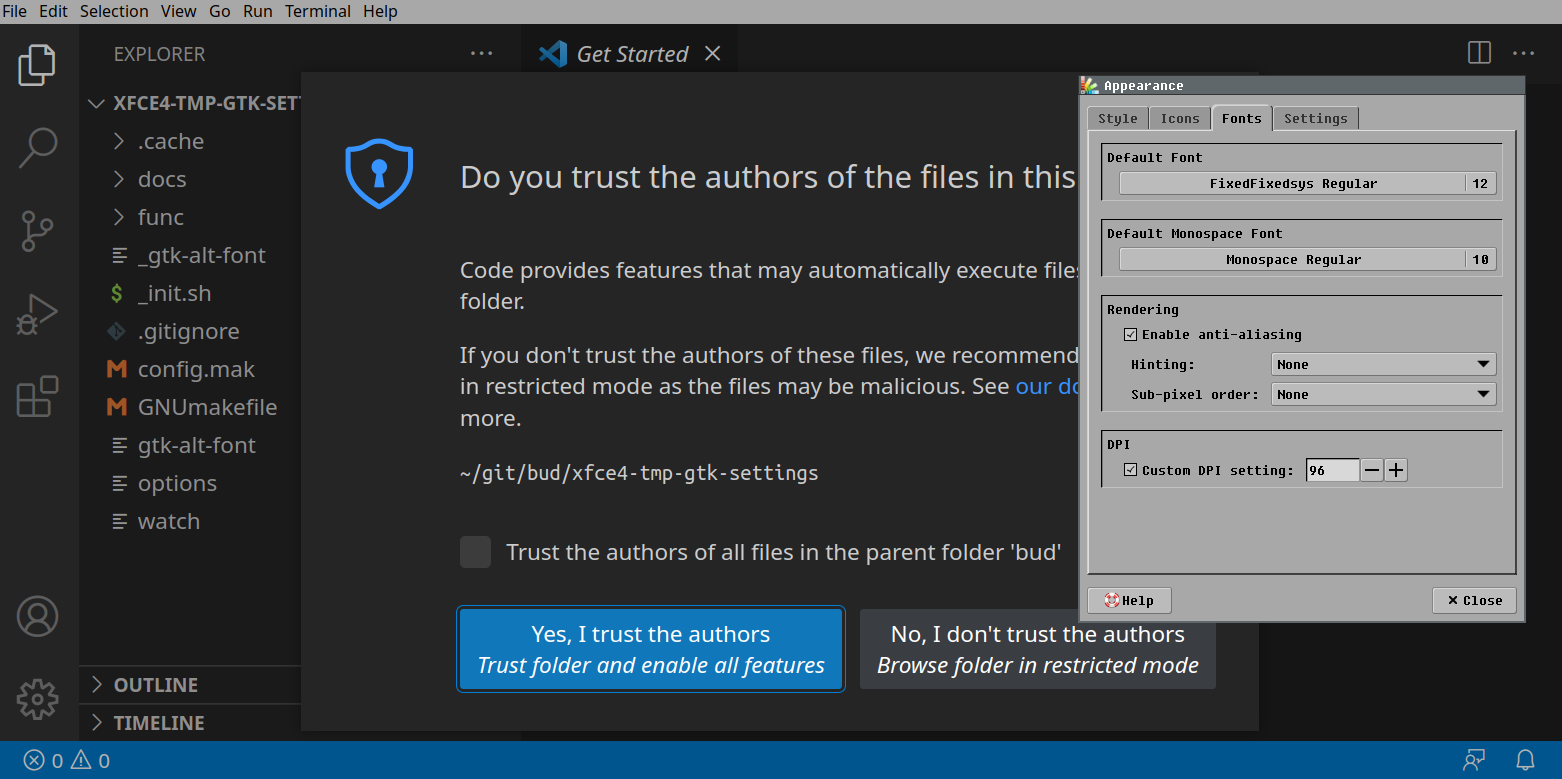 File Edit Selection View Go Run Terminal Help
EXPLORER
Get Started
XFCE4-TMP-GTK-SET
.cache
docs
func
_gtk-alt-font
$ _init.sh
.gitignore
M config.mak
M GNUmakefile
gtk-alt-font
options
watch
OUTLINE
TIMELINE
Do you trust the authors of the files in this
Code provides features that may automatically execute files
folder.
If you don't trust the authors of these files, we recommend
in restricted mode as the files may be malicious. See our do
more.
~/git/bud/xfce4-tmp-gtk-settings
Trust the authors of all files in the parent folder 'bud'
Yes, I trust the authors
Trust folder and enable all features
No, I don't trust the authors
Browse folder in restricted mode
Appearance
Style Icons Fonts Settings
Default Font
FixedFixedsys Regular 12
Default Monospace Font
Monospace Regular 10
Rendering
Enable anti-aliasing
Hinting: None
Sub-pixel order: None
DPI
Custom DPI setting: 96
Help
Close
0 0